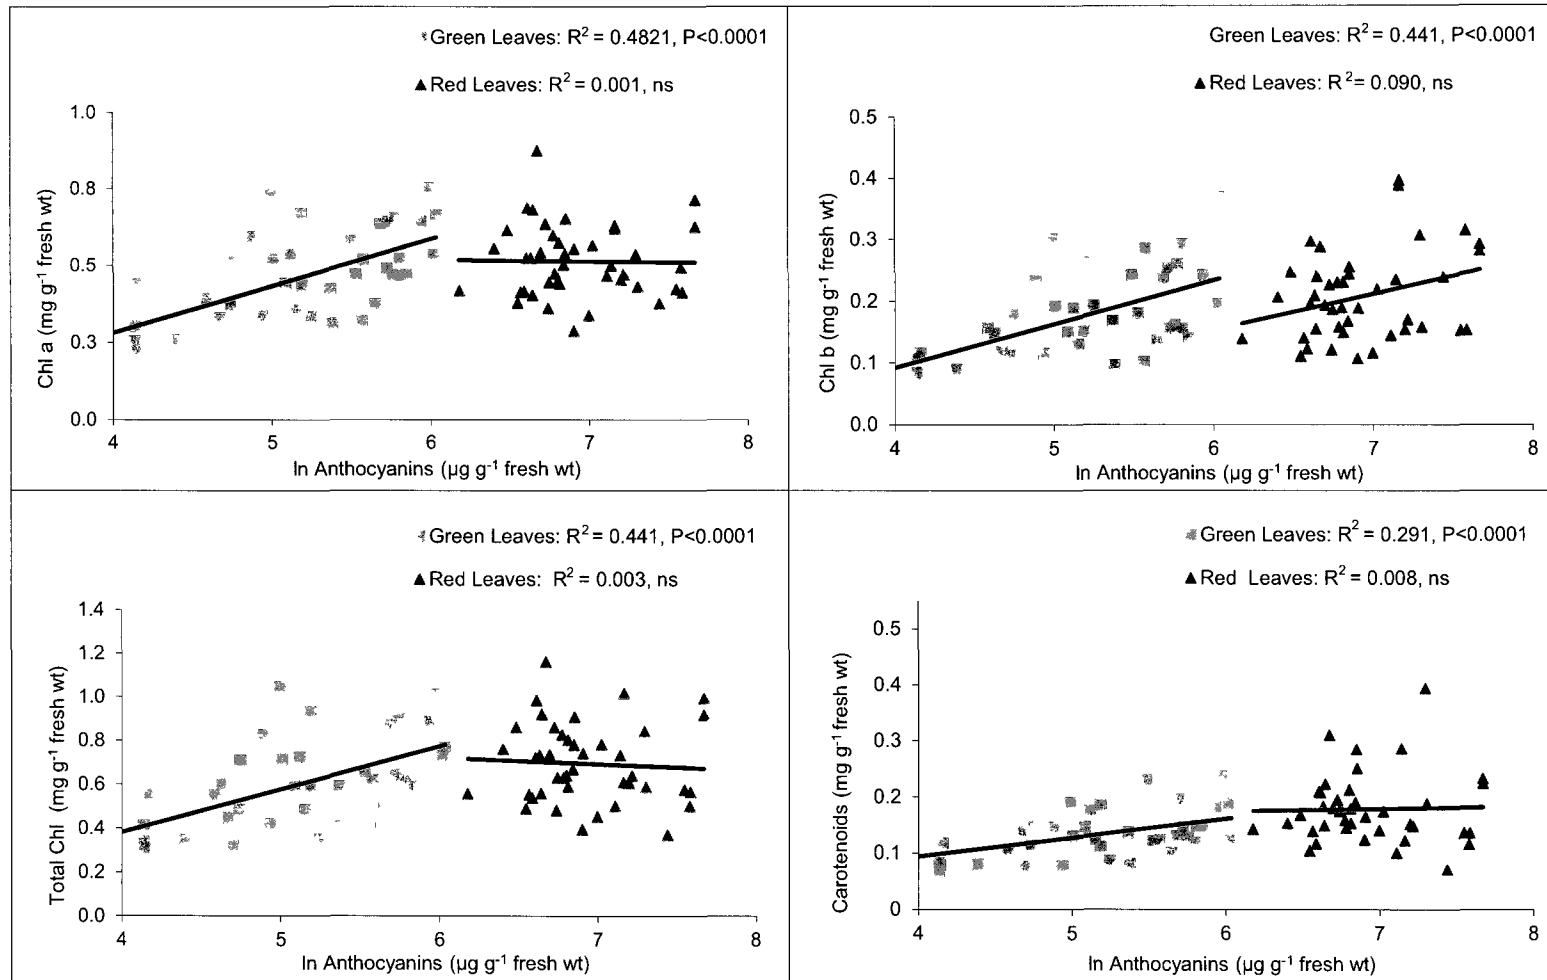 Green Leaves: R² = 0.4821, P<0.0001
Red Leaves: R² = 0.001, ns
1.0
0.8
0.5
0.3
0.0
Chl a (mg g⁻¹ fresh wt)
4 5 6 7 8
ln Anthocyanins (µg g⁻¹ fresh wt)
Green Leaves: R² = 0.441, P<0.0001
Red Leaves: R² = 0.090, ns
0.5
0.4
0.3
0.2
0.1
0.0
Chl b (mg g⁻¹ fresh wt)
4 5 6 7 8
ln Anthocyanins (µg g⁻¹ fresh wt)
Green Leaves: R² = 0.441, P<0.0001
Red Leaves: R² = 0.003, ns
1.4
1.2
1.0
0.8
0.6
0.4
0.2
0.0
Total Chl (mg g⁻¹ fresh wt)
4 5 6 7 8
ln Anthocyanins (µg g⁻¹ fresh wt)
Green Leaves: R² = 0.291, P<0.0001
Red Leaves: R² = 0.008, ns
0.5
0.4
0.3
0.2
0.1
0
Carotenoids (mg g⁻¹ fresh wt)
4 5 6 7 8
ln Anthocyanins (µg g⁻¹ fresh wt)